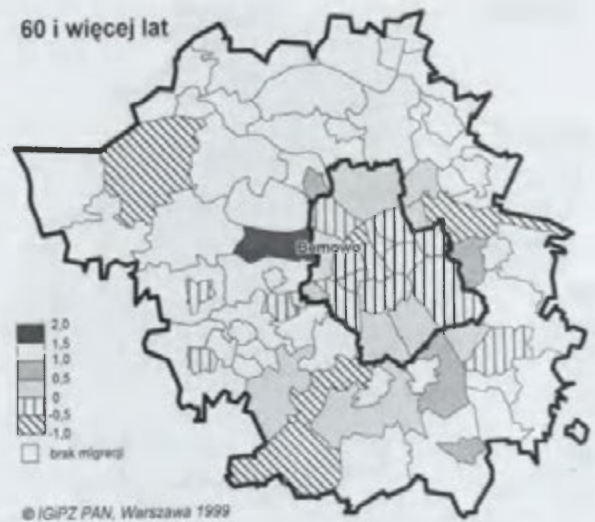 60 i więcej lat
Bemowo
2,0
1,5
1,0
0,5
0
-0,5
-1,0
brak migracji
© IGiPZ PAN, Warszawa 1999